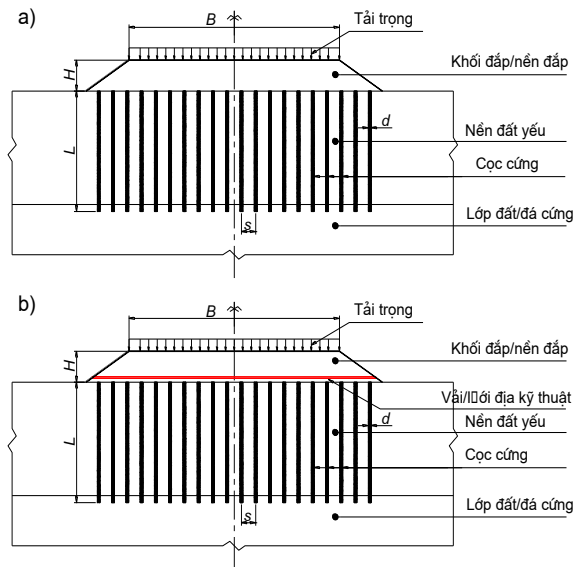 a)
B
Tải trọng
H
Khối đắp/nền đắp
d
L
Nền đất yếu
Cọc cứng
s
Lớp đất/đá cứng
b)
B
Tải trọng
H
Khối đắp/nền đắp
Vải/l▯ới địa kỹ thuật
d
L
Nền đất yếu
Cọc cứng
s
Lớp đất/đá cứng